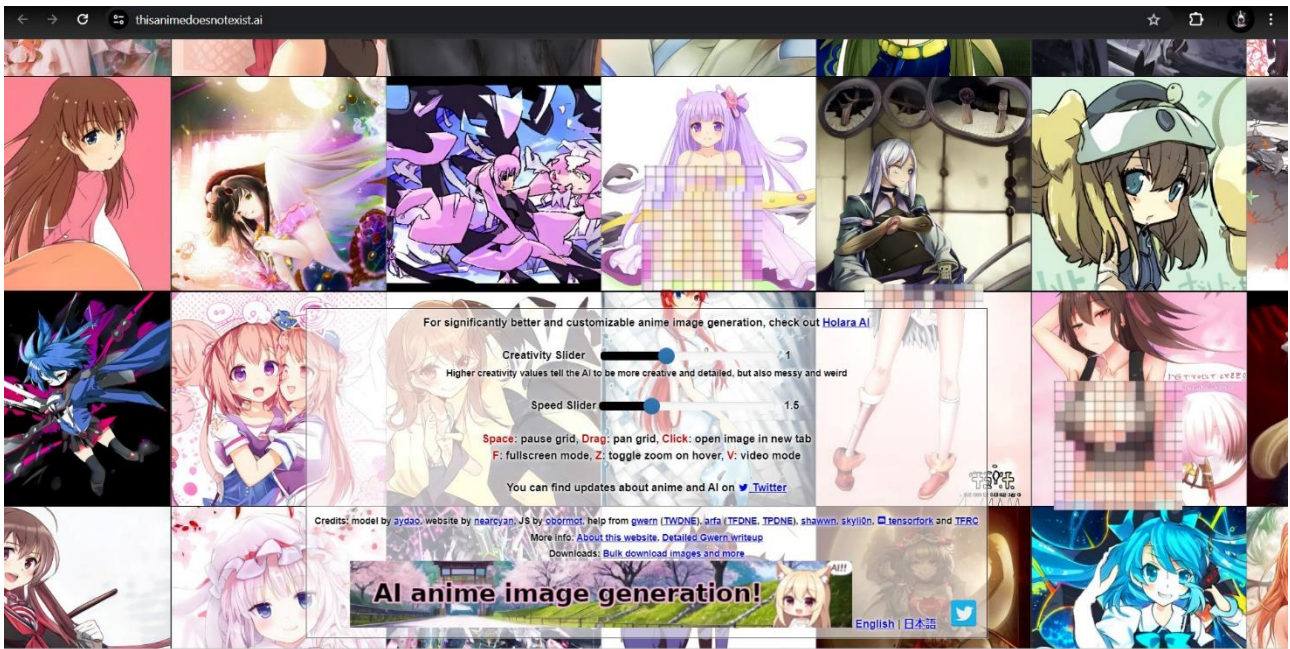 thisanimedoesnotexist.ai
For significantly better and customizable anime image generation, check out Holara AI
Creativity Slider 1
Higher creativity values tell the AI to be more creative and detailed, but also messy and weird
Speed Slider 1.5
Space: pause grid, Drag: pan grid, Click: open image in new tab
F: fullscreen mode, Z: toggle zoom on hover, V: video mode
You can find updates about anime and AI on Twitter
Credits: model by aydao, website by nearcyan, JS by obormot, help from gwern (TWDNE), arfa (TFDNE, TPDNE), shawwn, skyli0n, tensorfork and TFRC
More info: About this website, Detailed Gwern writeup
Downloads: Bulk download images and more
AI anime image generation!
AI!!
English | 日本語